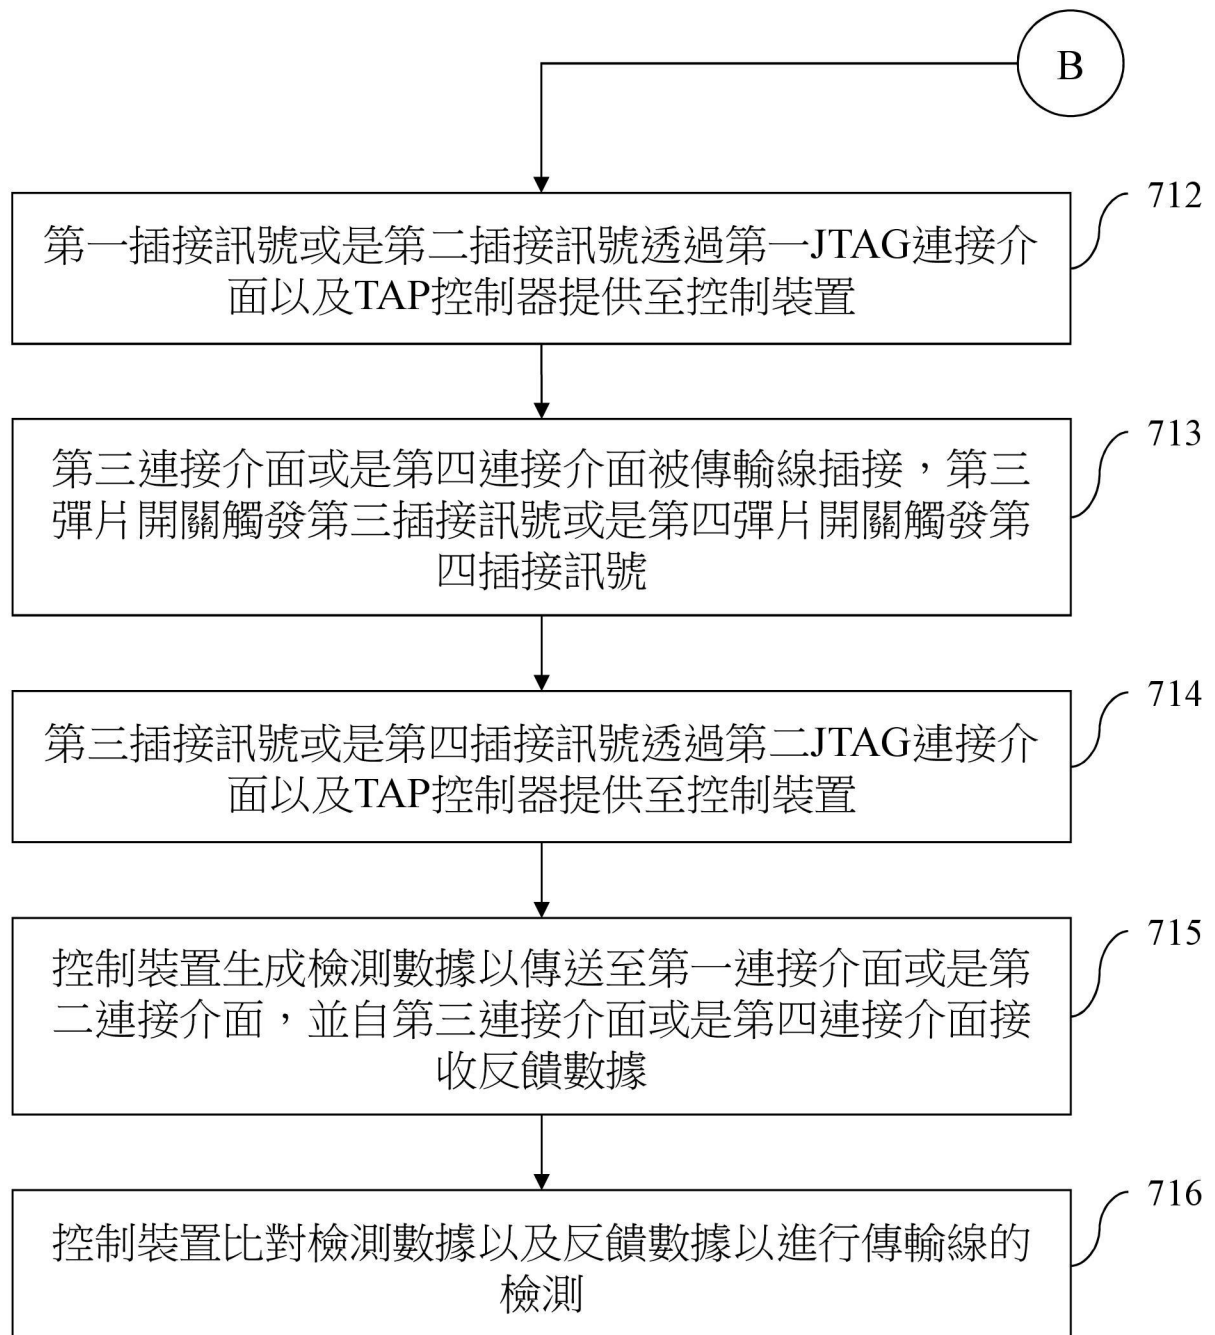 B
712
第一插接訊號或是第二插接訊號透過第一JTAG連接介
面以及TAP控制器提供至控制裝置
713
第三連接介面或是第四連接介面被傳輸線插接，第三
彈片開關觸發第三插接訊號或是第四彈片開關觸發第
四插接訊號
714
第三插接訊號或是第四插接訊號透過第二JTAG連接介
面以及TAP控制器提供至控制裝置
715
控制裝置生成檢測數據以傳送至第一連接介面或是第
二連接介面，並自第三連接介面或是第四連接介面接
收反饋數據
716
控制裝置比對檢測數據以及反饋數據以進行傳輸線的
檢測